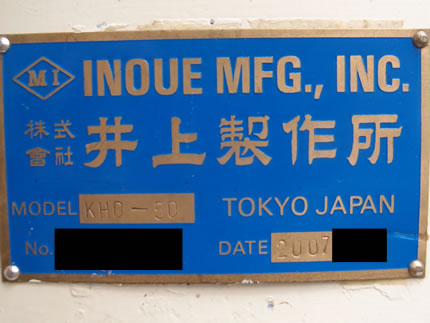 MI INOUE MFG., INC.
株式會社 井上製作所
MODEL KHD-50 TOKYO JAPAN
No. DATE 2007